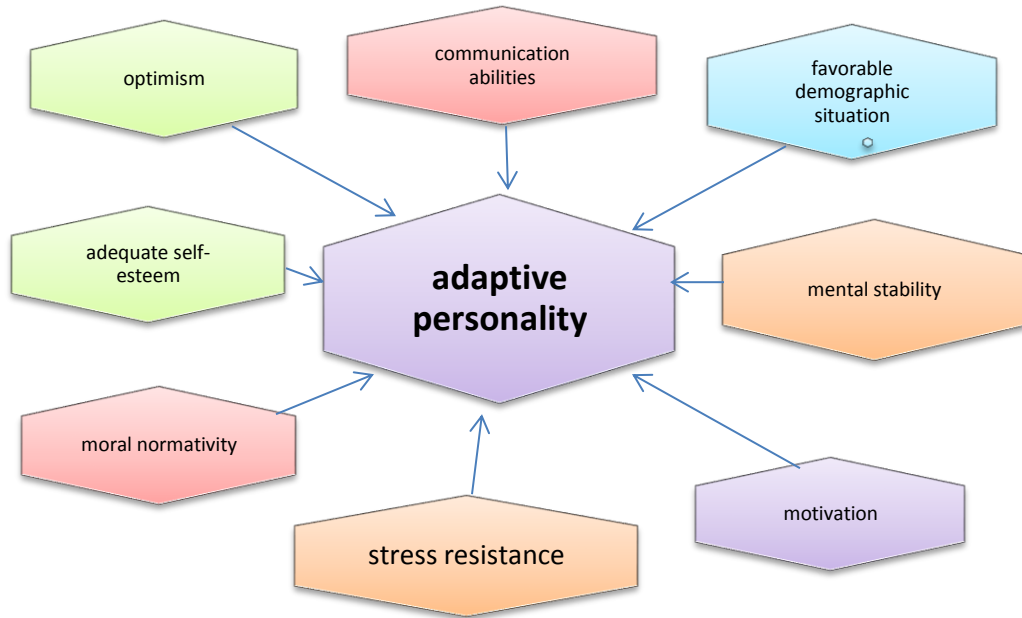 optimism
communication
abilities
favorable
demographic
situation
adequate self-
esteem
adaptive
personality
mental stability
moral normativity
stress resistance
motivation